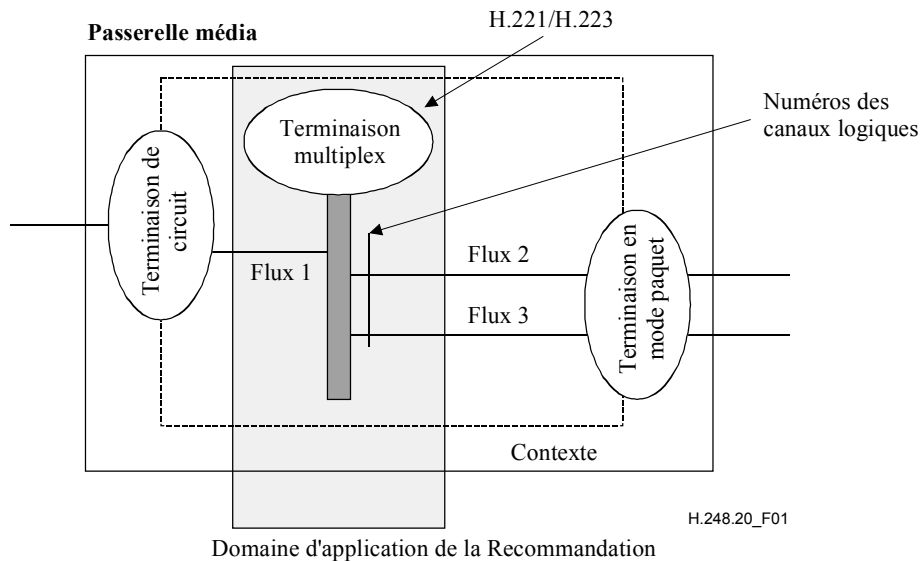 H.221/H.223
Passerelle média
Numéros des
canaux logiques
Terminaison
multiplex
Terminaison de
circuit
Flux 1
Flux 2
Flux 3
Terminaison en
mode paquet
Contexte
H.248.20_F01
Domaine d'application de la Recommandation